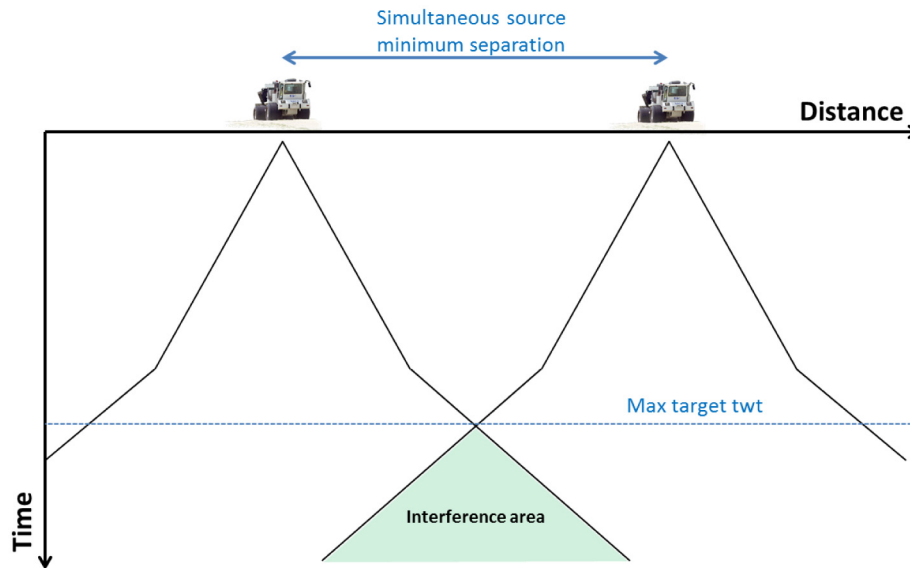 Simultaneous source
minimum separation
Distance
Max target twt
Interference area
Time